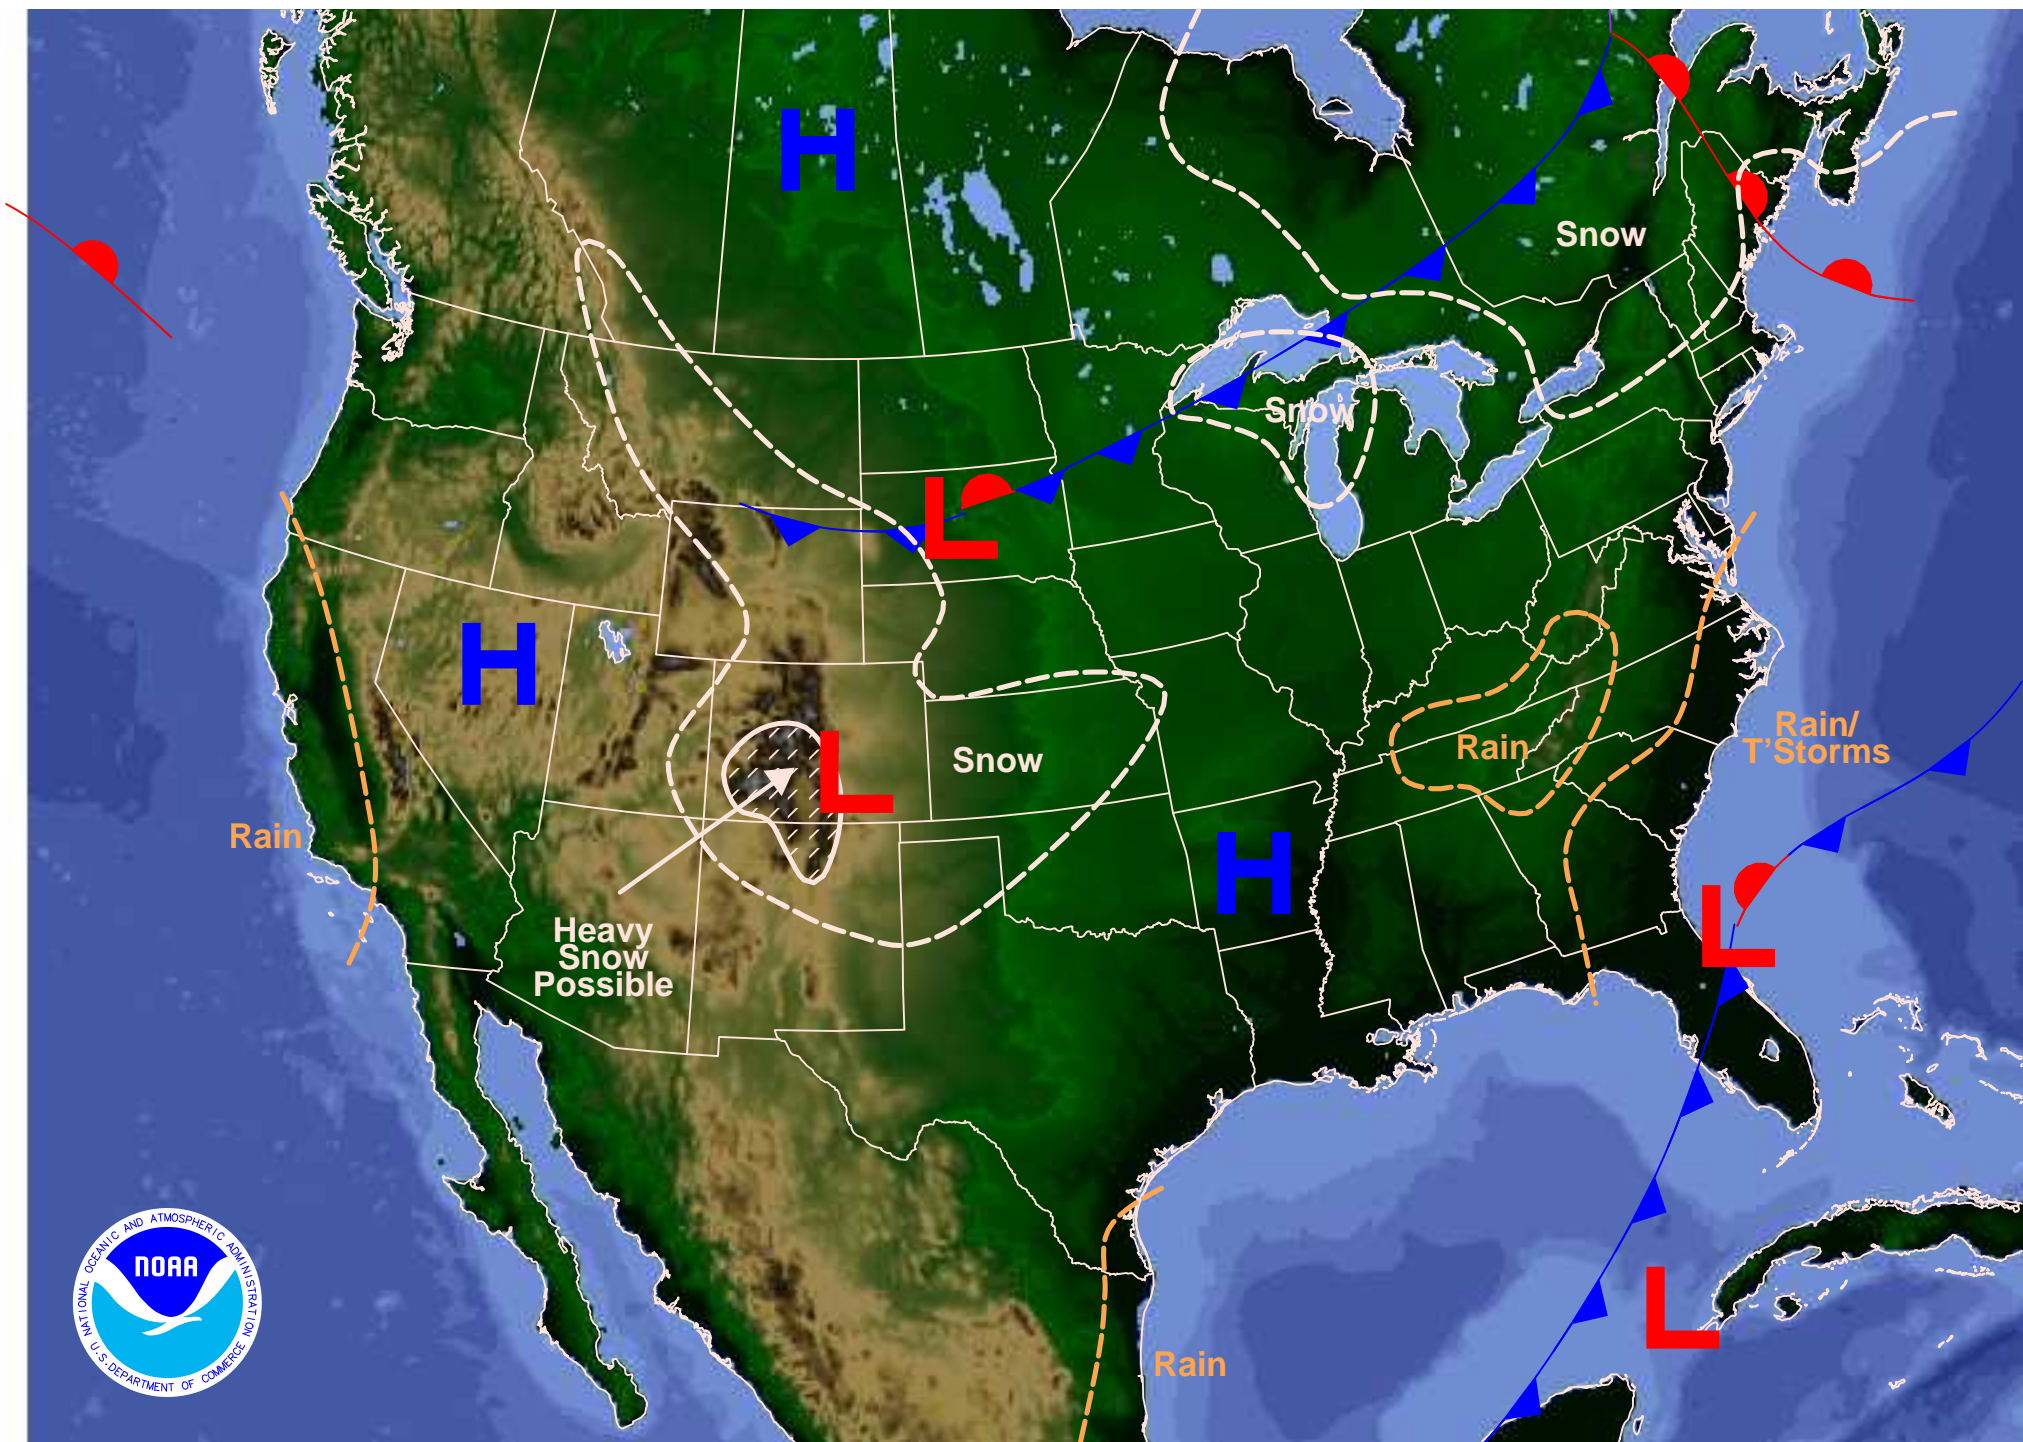 H
Snow
Snow
L
H
Snow
L
Rain
Rain/
T'Storms
Rain
H
L
Heavy
Snow
Possible
L
Rain
NATIONAL OCEANIC AND ATMOSPHERIC ADMINISTRATION
NOAA
U.S. DEPARTMENT OF COMMERCE